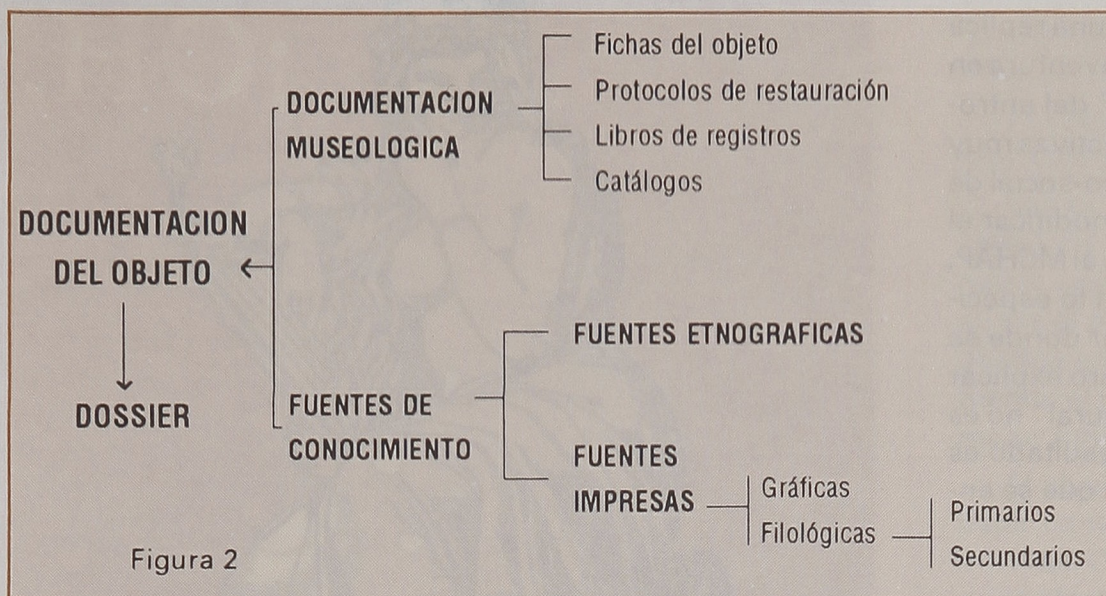 Fichas del objeto
DOCUMENTACION
MUSEOLOGICA
Protocolos de restauración
Libros de registros
Catálogos
DOCUMENTACION
DEL OBJETO
DOSSIER
FUENTES DE
CONOCIMIENTO
FUENTES ETNOGRAFICAS
FUENTES
IMPRESAS
Gráficas
Filológicas
Primarios
Secundarios
Figura 2